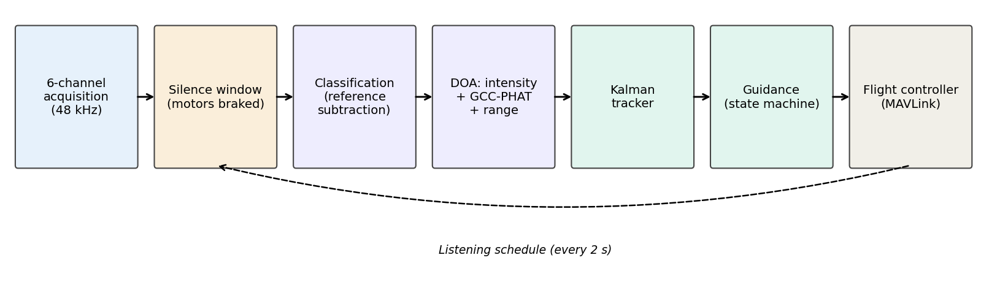 6-channel
acquisition
(48 kHz)
Silence window
(motors braked)
Classification
(reference
subtraction)
DOA: intensity
+ GCC-PHAT
+ range
Kalman
tracker
Guidance
(state machine)
Flight controller
(MAVLink)
Listening schedule (every 2 s)